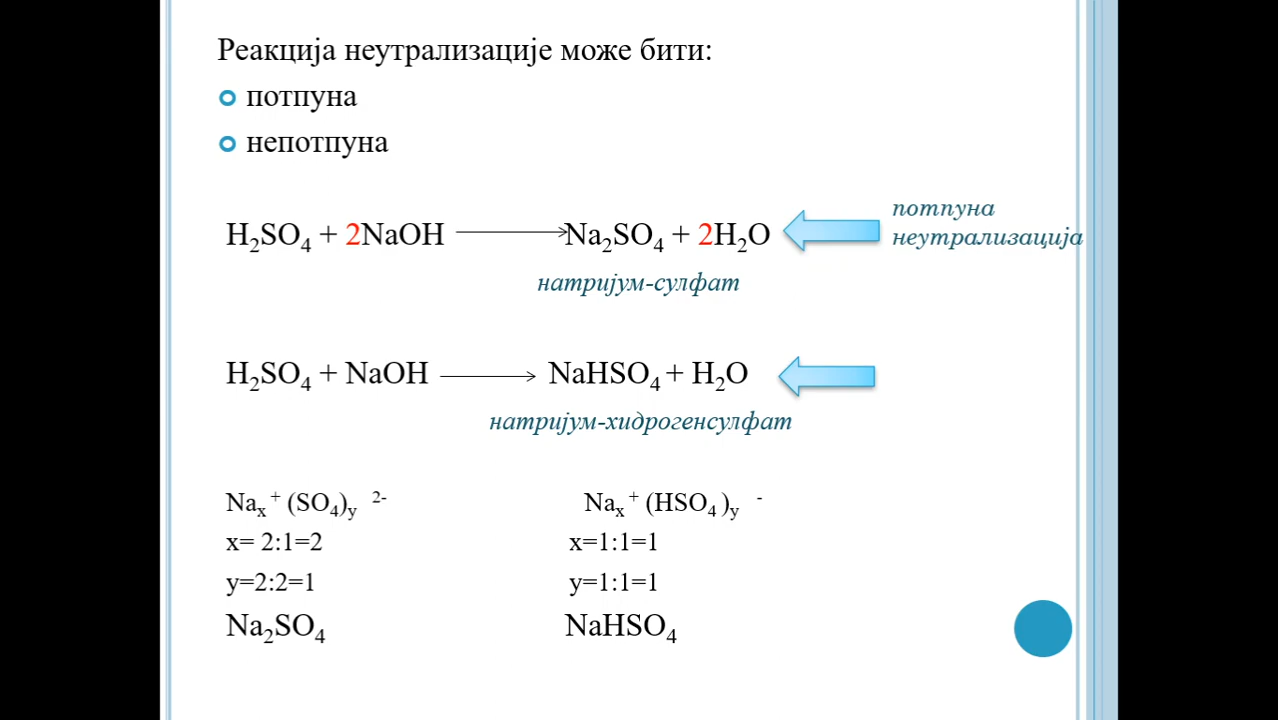 Реакција неутрализације може бити:
потпуна
непотпуна
H₂SO₄ + 2NaOH ⟶ Na₂SO₄ + 2H₂O
потпуна
неутрализација
натријум-сулфат
H₂SO₄ + NaOH ⟶ NaHSO₄ + H₂O
натријум-хидрогенсулфат
Naₓ⁺ (SO₄)ᵧ ²⁻ Naₓ⁺ (HSO₄ )ᵧ ⁻
x= 2:1=2 x=1:1=1
y=2:2=1 y=1:1=1
Na₂SO₄ NaHSO₄